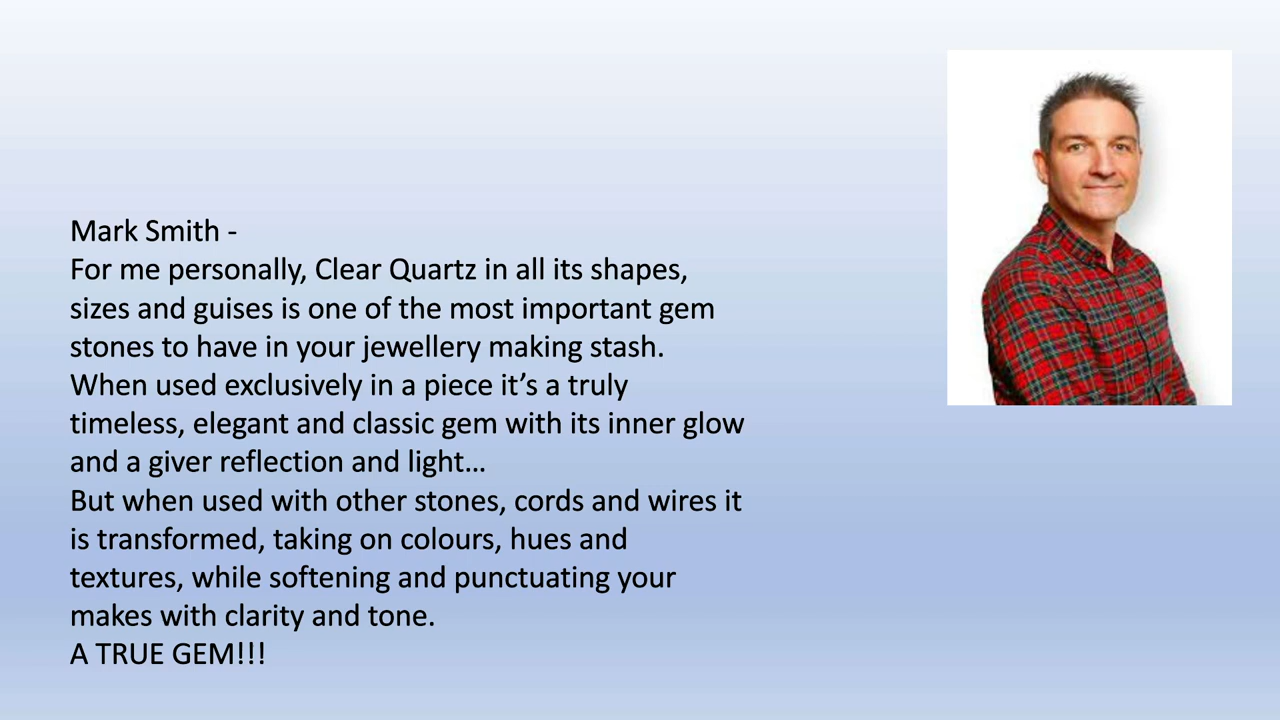 Mark Smith -
For me personally, Clear Quartz in all its shapes,
sizes and guises is one of the most important gem
stones to have in your jewellery making stash.
When used exclusively in a piece it’s a truly
timeless, elegant and classic gem with its inner glow
and a giver reflection and light…
But when used with other stones, cords and wires it
is transformed, taking on colours, hues and
textures, while softening and punctuating your
makes with clarity and tone.
A TRUE GEM!!!